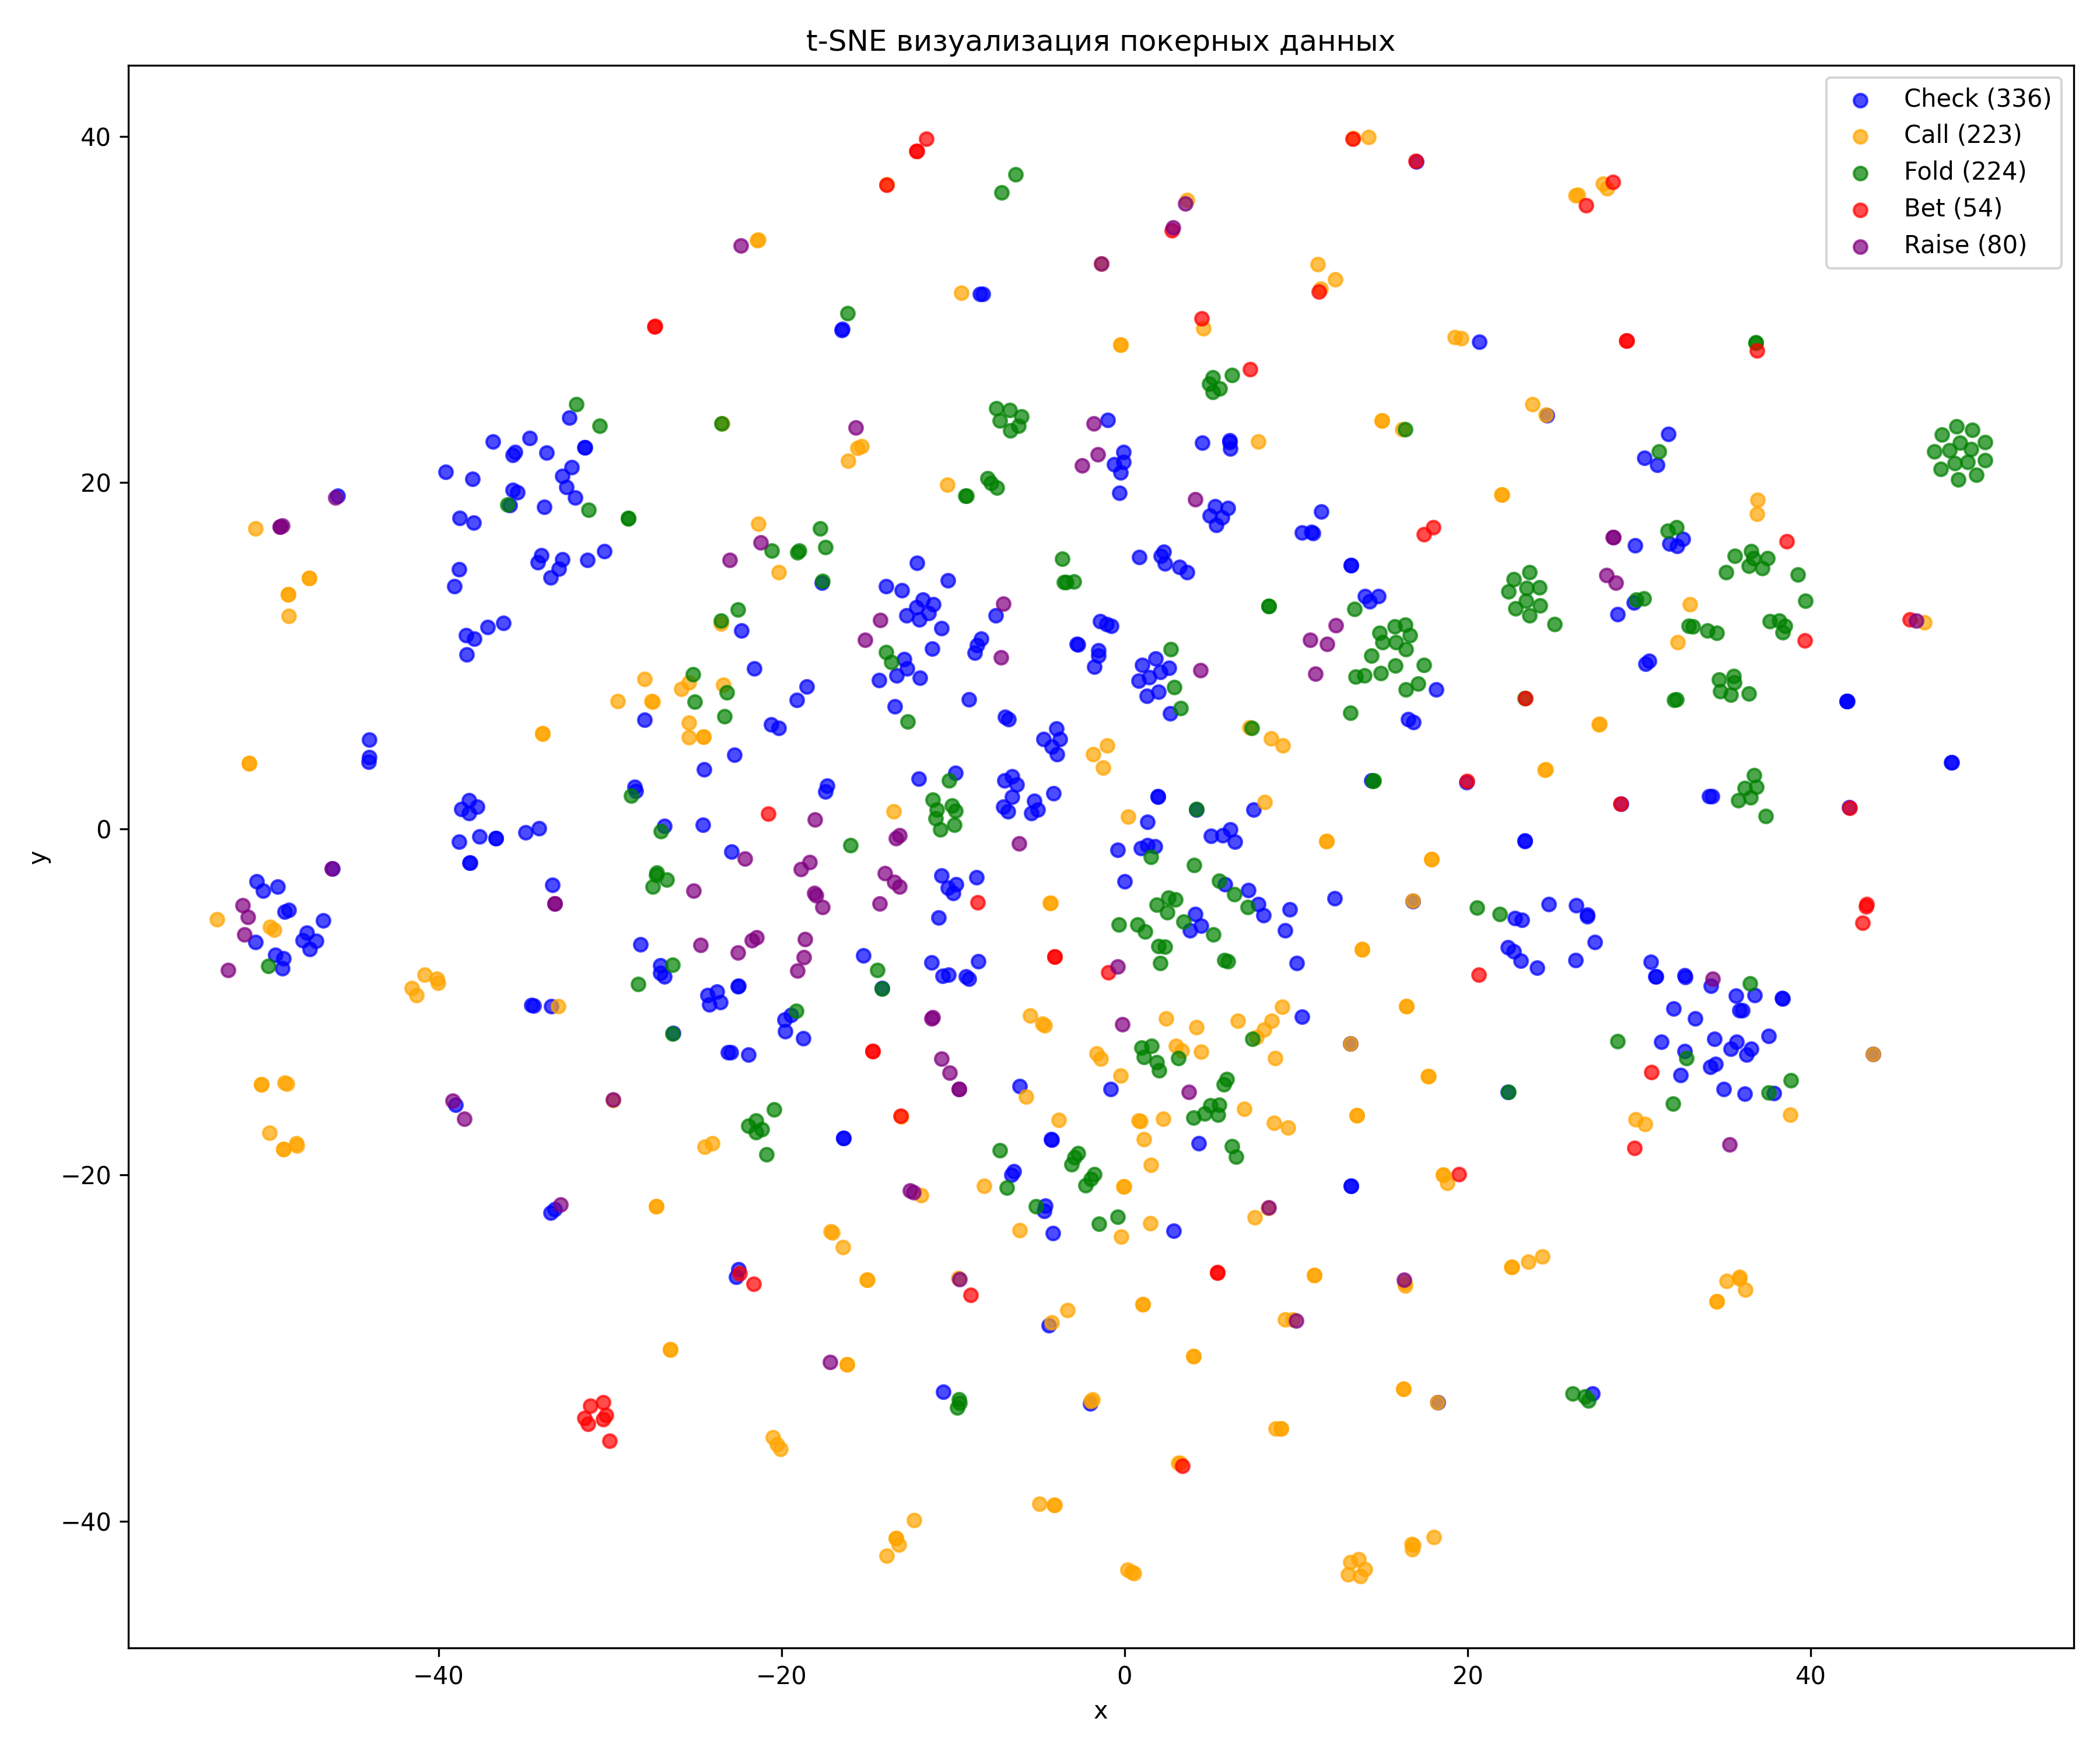 t-SNE визуализация покерных данных
Check (336)
Call (223)
Fold (224)
Bet (54)
Raise (80)
40
20
0
−20
−40
y
−40
−20
0
20
40
x